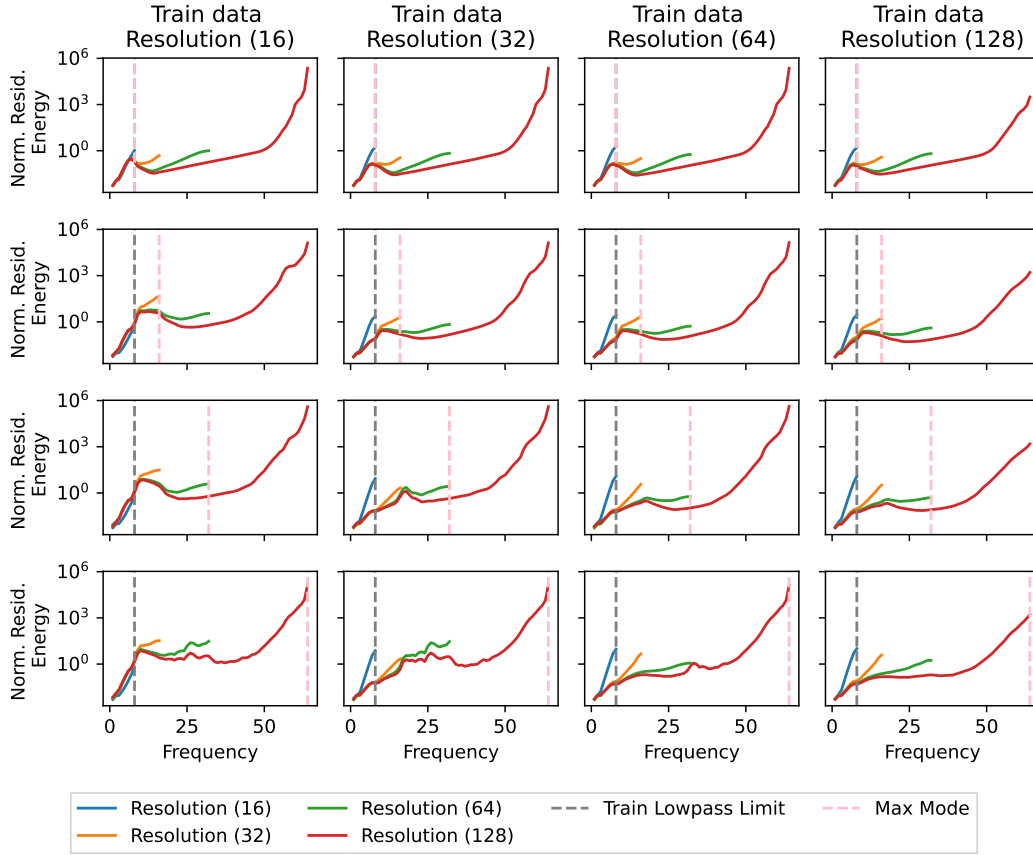 Train data Resolution (16)
Train data Resolution (32)
Train data Resolution (64)
Train data Resolution (128)
Norm. Resid. Energy
10^6
10^3
10^0
Norm. Resid. Energy
10^6
10^3
10^0
Norm. Resid. Energy
10^6
10^3
10^0
Norm. Resid. Energy
10^6
10^3
10^0
0 25 50
0 25 50
0 25 50
0 25 50
Frequency
Frequency
Frequency
Frequency
Resolution (16)
Resolution (32)
Resolution (64)
Resolution (128)
Train Lowpass Limit
Max Mode